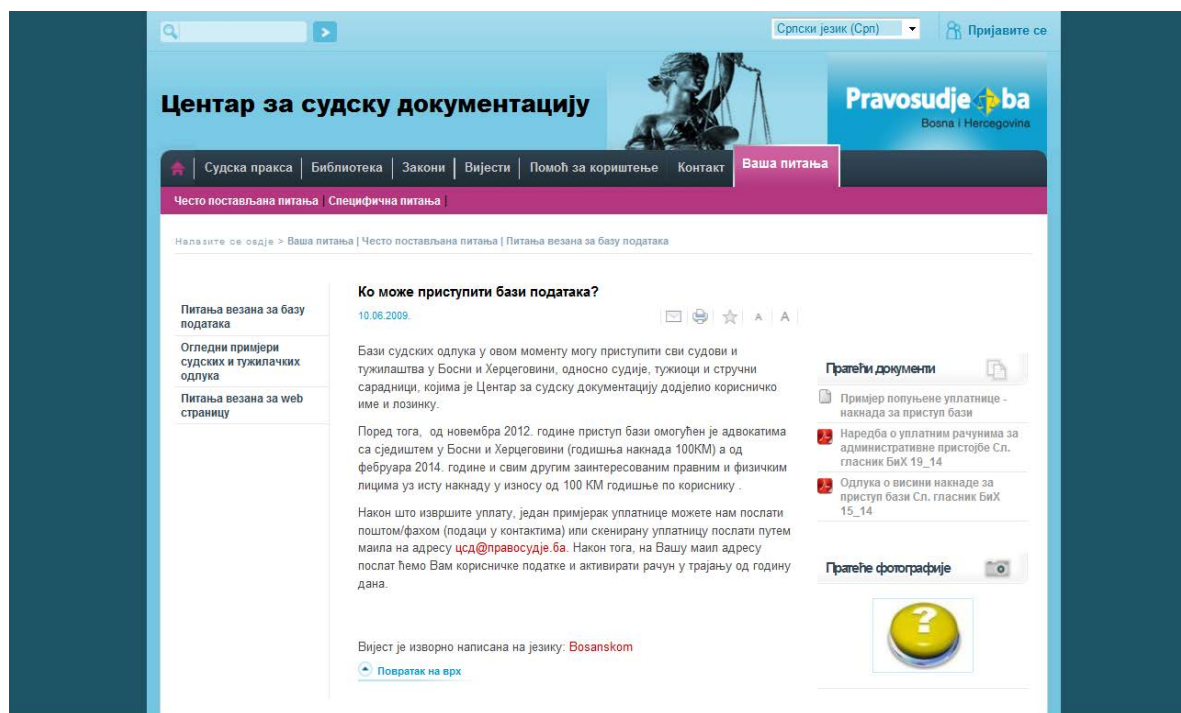 Српски језик (Срп)
Пријавите се
Центар за судску документацију
Pravosudje ba
Bosna i Hercegovina
Судска пракса | Библиотека | Закони | Вијести | Помоћ за кориштење Контакт Ваша питања
Често постављана питања | Специфична питања |
Налазите се овдје > Ваша питања | Често постављана питања | Питања везана за базу података
Питања везана за базу
података
Огледни примјери
судских и тужилачких
одлука
Питања везана за web
страницу
Ко може приступити бази података?
10.06.2009.
A A
Бази судских одлука у овом моменту могу приступити сви судови и
тужилаштва у Босни и Херцеговини, односно судије, тужиоци и стручни
сарадници, којима је Центар за судску документацију додјелио корисничко
име и лозинку.
Поред тога, од новембра 2012. године приступ бази омогућен је адвокатима
са сједиштем у Босни и Херцеговини (годишња накнада 100КМ) а од
фебруара 2014. године и свим другим заинтересованим правним и физичким
лицима уз исту накнаду у износу од 100 КМ годишње по кориснику .
Након што извршите уплату, један примјерак уплатнице можете нам послати
поштом/фахом (подаци у контактима) или скенирану уплатницу послати путем
маила на адресу цсд@правосудје.ба. Након тога, на Вашу маил адресу
послат ћемо Вам корисничке податке и активирати рачун у трајању од годину
дана.
Вијест је изворно написана на језику: Bosanskom
Повратак на врх
Пратећи документи
Примјер попуњене уплатнице -
накнада за приступ бази
Наредба о уплатним рачунима за
административне пристојбе Сл.
гласник БиХ 19_14
Одлука о висини накнаде за
приступ бази Сл. гласник БиХ
15_14
Пратеће фотографије
?